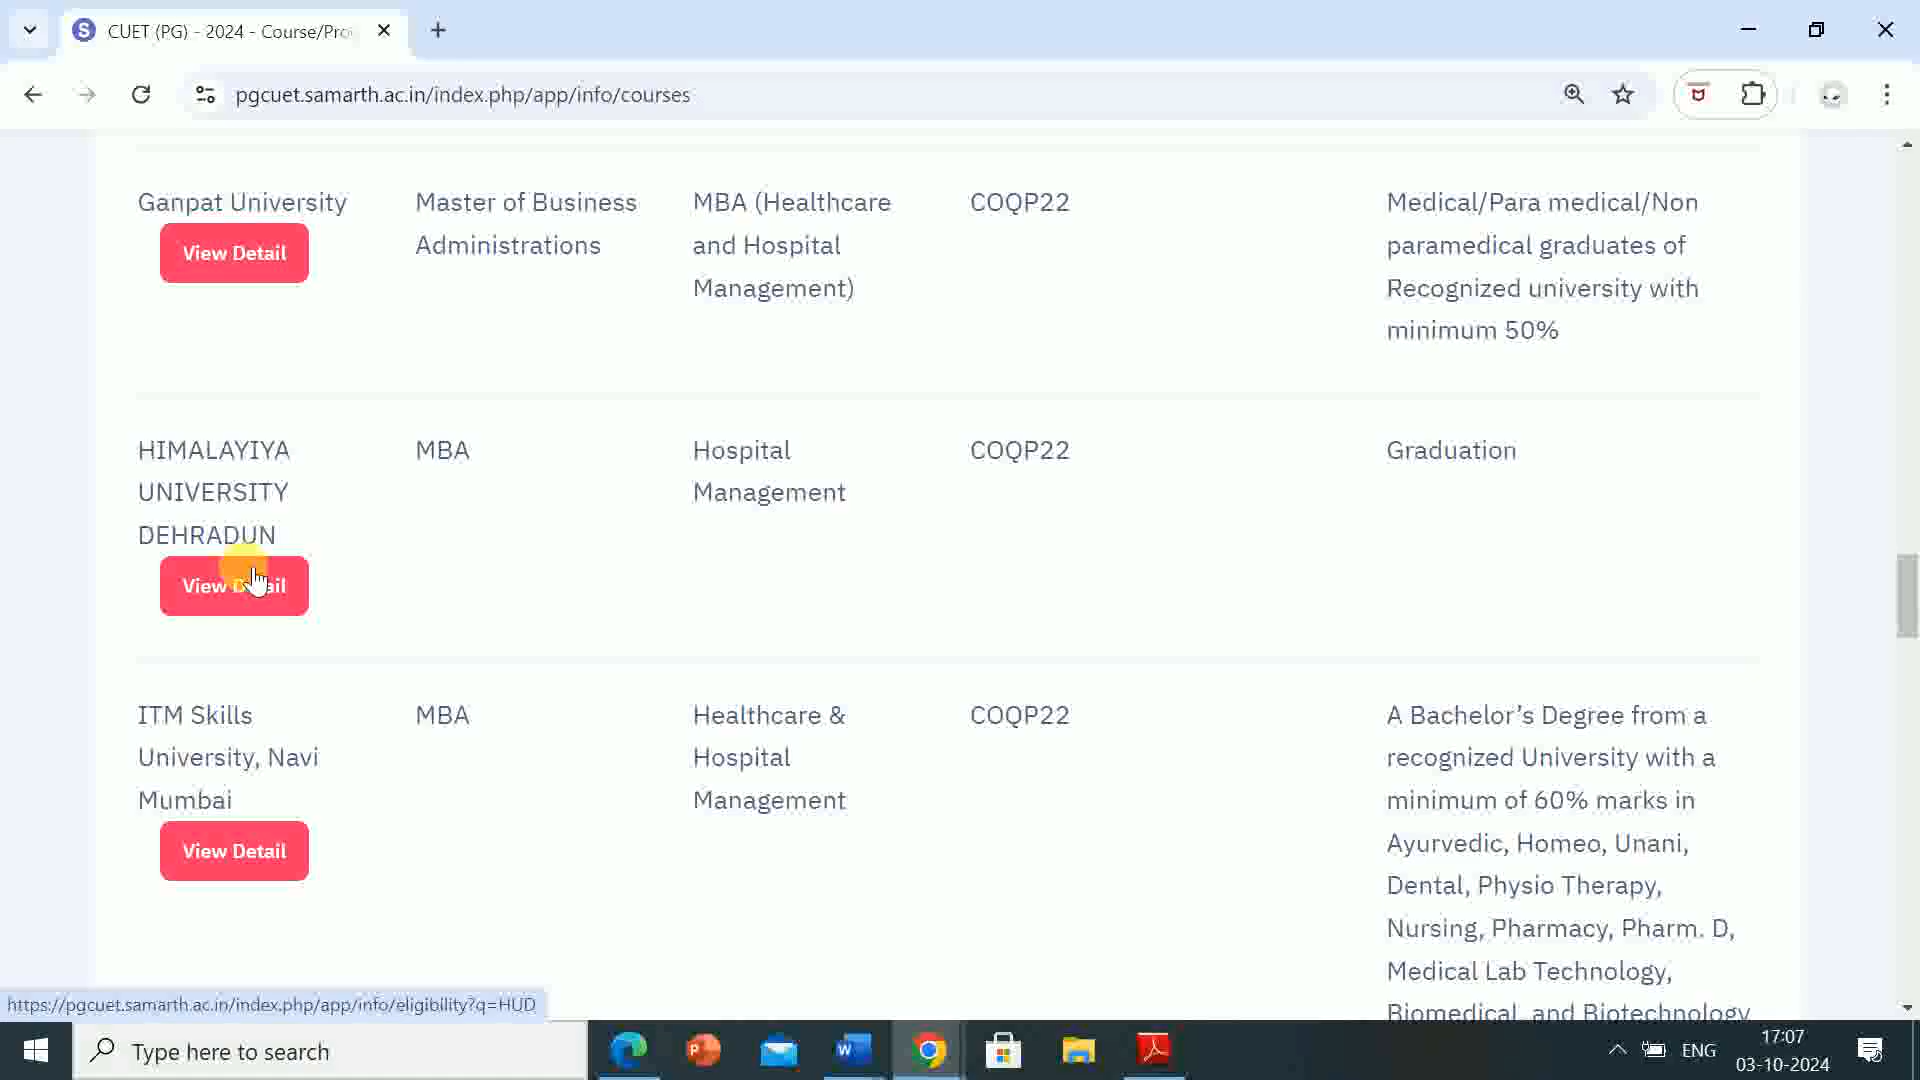 CUET (PG) - 2024 - Course/Pro
pgcuet.samarth.ac.in/index.php/app/info/courses
Ganpat University
View Detail
Master of Business
Administrations
MBA (Healthcare
and Hospital
Management)
COQP22
Medical/Para medical/Non
paramedical graduates of
Recognized university with
minimum 50%
HIMALAYIYA
UNIVERSITY
DEHRADUN
View Detail
MBA
Hospital
Management
COQP22
Graduation
ITM Skills
University, Navi
Mumbai
View Detail
MBA
Healthcare &
Hospital
Management
COQP22
A Bachelor’s Degree from a
recognized University with a
minimum of 60% marks in
Ayurvedic, Homeo, Unani,
Dental, Physio Therapy,
Nursing, Pharmacy, Pharm. D,
Medical Lab Technology,
Biomedical, and Biotechnology
https://pgcuet.samarth.ac.in/index.php/app/info/eligibility?q=HUD
Type here to search
ENG
17:07
03-10-2024